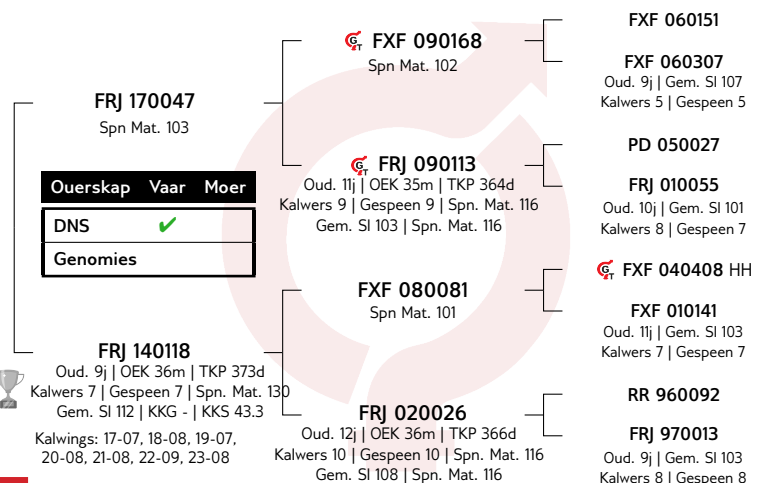 FRJ 170047
Spn Mat. 103
Ouerskap Vaar Moer
DNS ✔
Genomies
FRJ 140118
Oud. 9j | OEK 36m | TKP 373d
Kalwers 7 | Gespeen 7 | Spn. Mat. 130
Gem. SI 112 | KKG - | KKS 43.3
Kalwings: 17-07, 18-08, 19-07,
20-08, 21-08, 22-09, 23-08
GT FXF 090168
Spn Mat. 102
GT FRJ 090113
Oud. 11j | OEK 35m | TKP 364d
Kalwers 9 | Gespeen 9 | Spn. Mat. 116
Gem. SI 103 | Spn. Mat. 116
FXF 080081
Spn Mat. 101
FRJ 020026
Oud. 12j | OEK 36m | TKP 366d
Kalwers 10 | Gespeen 10 | Spn. Mat. 116
Gem. SI 108 | Spn. Mat. 116
FXF 060151
FXF 060307
Oud. 9j | Gem. SI 107
Kalwers 5 | Gespeen 5
PD 050027
FRJ 010055
Oud. 10j | Gem. SI 101
Kalwers 8 | Gespeen 7
GT FXF 040408 HH
FXF 010141
Oud. 11j | Gem. SI 103
Kalwers 7 | Gespeen 7
RR 960092
FRJ 970013
Oud. 9j | Gem. SI 103
Kalwers 8 | Gespeen 8